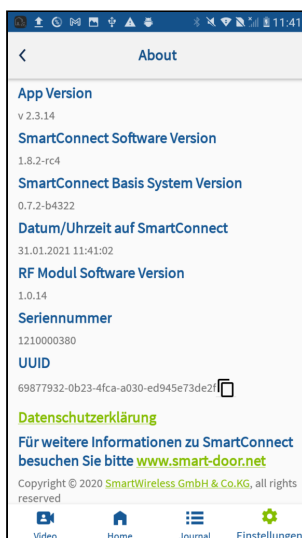 11:41
About
App Version
v 2.3.14
SmartConnect Software Version
1.8.2-rc4
SmartConnect Basis System Version
0.7.2-b4322
Datum/Uhrzeit auf SmartConnect
31.01.2021 11:41:02
RF Modul Software Version
1.0.14
Seriennummer
1210000380
UUID
69877932-0b23-4fca-a030-ed945e73de2f
Datenschutzerklärung
Für weitere Informationen zu SmartConnect
besuchen Sie bitte www.smart-door.net
Copyright © 2020 SmartWireless GmbH & Co.KG, all rights
reserved
Video Home Journal Einstellungen